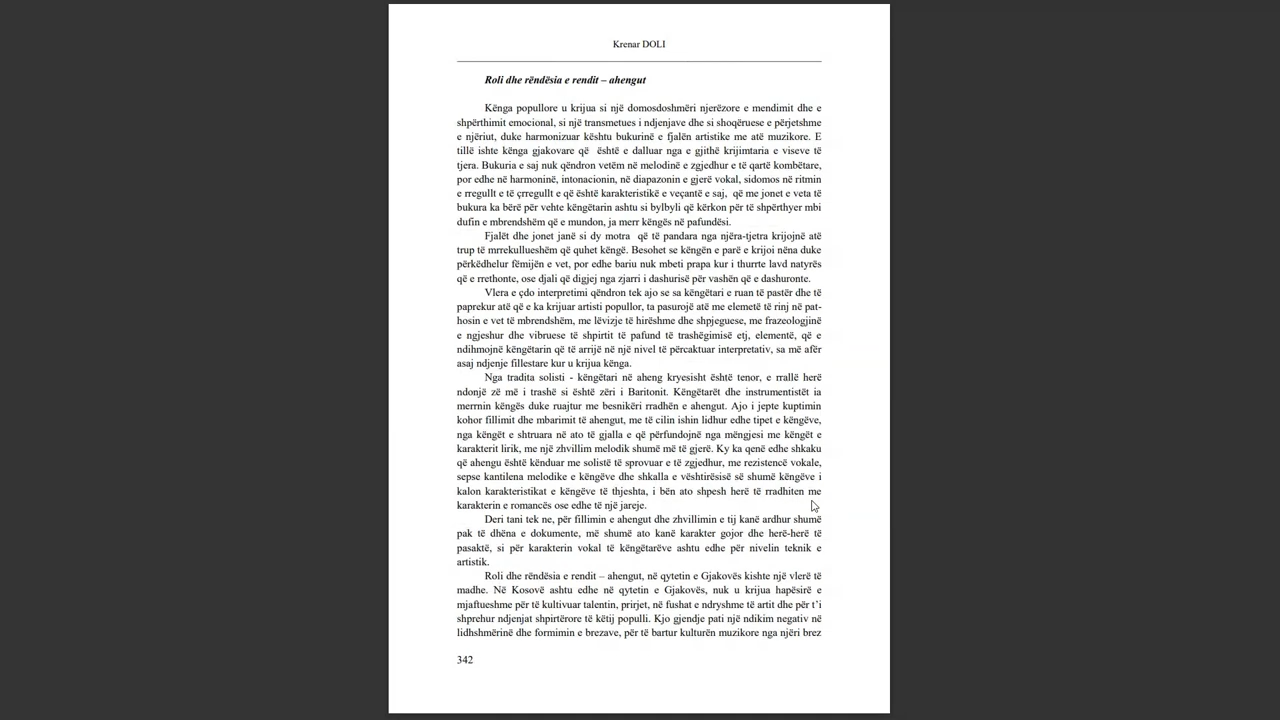 Krenar DOLI
Roli dhe rëndësia e rendit – ahengut
Kënga popullore u krijua si një domosdoshmëri njerëzore e mendimit dhe e
shpërthimit emocional, si një transmetues i ndjenjave dhe si shoqëruese e përjetshme
e njëriut, duke harmonizuar kështu bukurinë e fjalën artistike me atë muzikore. E
tillë ishte kënga gjakovare që është e dalluar nga e gjithë krijimtaria e viseve të
tjera. Bukuria e saj nuk qëndron vetëm në melodinë e zgjedhur e të qartë kombëtare,
por edhe në harmoninë, intonacionin, në diapazonin e gjerë vokal, sidomos në ritmin
e rregullt e të çrregullt e që është karakteristikë e veçantë e saj, që me jonet e veta të
bukura ka bërë për vehte këngëtarin ashtu si bylbyli që kërkon për të shpërthyer mbi
dufin e mbrendshëm që e mundon, ja merr këngës në pafundësi.
Fjalët dhe jonet janë si dy motra që të pandara nga njëra-tjetra krijojnë atë
trup të mrrekullueshëm që quhet këngë. Besohet se këngën e parë e krijoi nëna duke
përkëdhelur fëmijën e vet, por edhe bariu nuk mbeti prapa kur i thurrte lavd natyrës
që e rrethonte, ose djali që digjej nga zjarri i dashurisë për vashën që e dashuronte.
Vlera e çdo interpretimi qëndron tek ajo se sa këngëtari e ruan të pastër dhe të
paprekur atë që e ka krijuar artisti popullor, ta pasurojë atë me elemetë të rinj në pat-
hosin e vet të mbrendshëm, me lëvizje të hirëshme dhe shpjeguese, me frazeologjinë
e ngjeshur dhe vibruese të shpirtit të pafund të trashëgimisë etj, elementë, që e
ndihmojnë këngëtarin që të arrijë në një nivel të përcaktuar interpretativ, sa më afër
asaj ndjenje fillestare kur u krijua kënga.
Nga tradita solisti - këngëtari në aheng kryesisht është tenor, e rrallë herë
ndonjë zë më i trashë si është zëri i Baritonit. Këngëtarët dhe instrumentistët ia
merrnin këngës duke ruajtur me besnikëri rradhën e ahengut. Ajo i jepte kuptimin
kohor fillimit dhe mbarimit të ahengut, me të cilin ishin lidhur edhe tipet e këngëve,
nga këngët e shtruara në ato të gjalla e që përfundojnë nga mëngjesi me këngët e
karakterit lirik, me një zhvillim melodik shumë më të gjerë. Ky ka qenë edhe shkaku
që ahengu është kënduar me solistë të sprovuar e të zgjedhur, me rezistencë vokale,
sepse kantilena melodike e këngëve dhe shkalla e vështirësisë së shumë këngëve i
kalon karakteristikat e këngëve të thjeshta, i bën ato shpesh herë të rradhiten me
karakterin e romancës ose edhe të një jareje.
Deri tani tek ne, për fillimin e ahengut dhe zhvillimin e tij kanë ardhur shumë
pak të dhëna e dokumente, më shumë ato kanë karakter gojor dhe herë-herë të
pasaktë, si për karakterin vokal të këngëtarëve ashtu edhe për nivelin teknik e
artistik.
Roli dhe rëndësia e rendit – ahengut, në qytetin e Gjakovës kishte një vlerë të
madhe. Në Kosovë ashtu edhe në qytetin e Gjakovës, nuk u krijua hapësirë e
mjaftueshme për të kultivuar talentin, prirjet, në fushat e ndryshme të artit dhe për t’i
shprehur ndjenjat shpirtërore të këtij populli. Kjo gjendje pati një ndikim negativ në
lidhshmërinë dhe formimin e brezave, për të bartur kulturën muzikore nga njëri brez
342